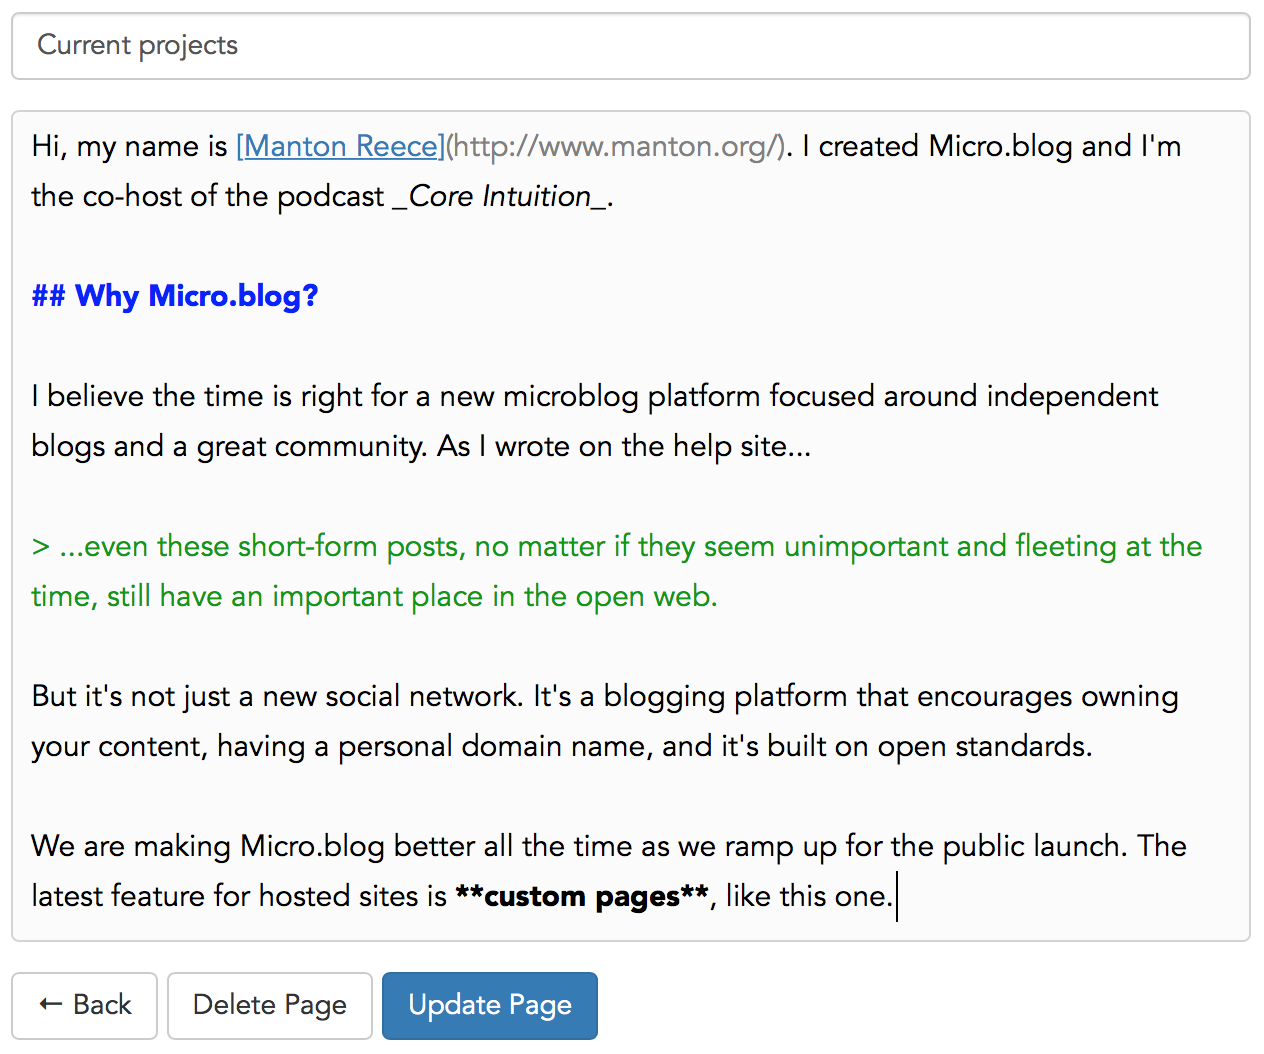 Current projects
Hi, my name is [Manton Reece](http://www.manton.org/). I created Micro.blog and I'm
the co-host of the podcast _Core Intuition_.
## Why Micro.blog?
I believe the time is right for a new microblog platform focused around independent
blogs and a great community. As I wrote on the help site...
> ...even these short-form posts, no matter if they seem unimportant and fleeting at the
time, still have an important place in the open web.
But it's not just a new social network. It's a blogging platform that encourages owning
your content, having a personal domain name, and it's built on open standards.
We are making Micro.blog better all the time as we ramp up for the public launch. The
latest feature for hosted sites is **custom pages**, like this one.
← Back
Delete Page
Update Page